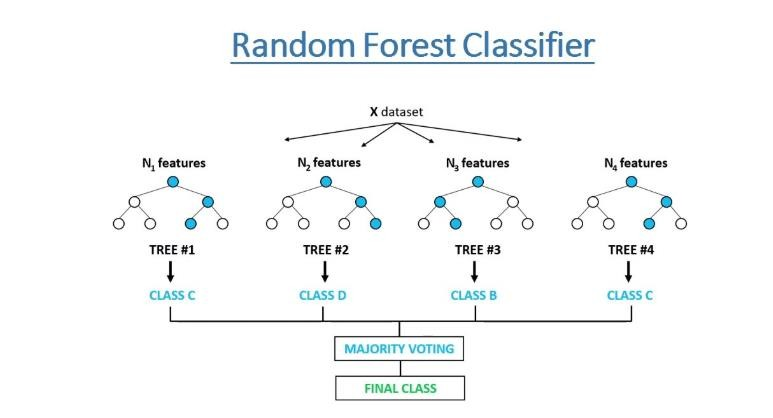 Random Forest Classifier
X dataset
N1 features
N2 features
N3 features
N4 features
TREE #1
TREE #2
TREE #3
TREE #4
CLASS C
CLASS D
CLASS B
CLASS C
MAJORITY VOTING
FINAL CLASS